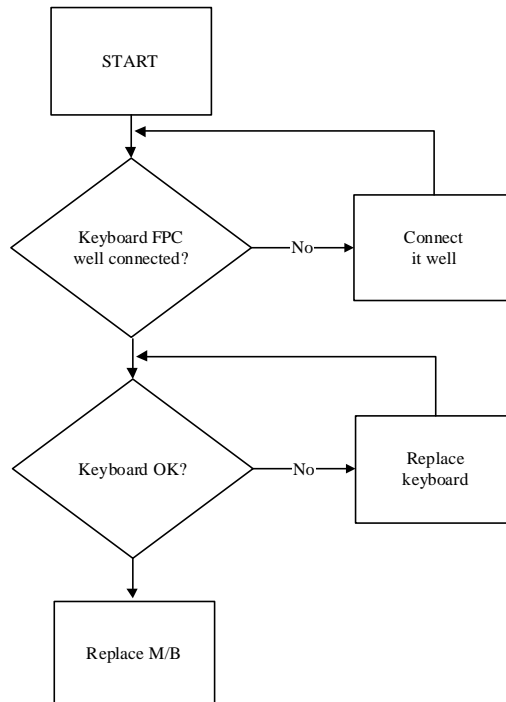 START
Keyboard FPC
well connected?
No
Connect
it well
Keyboard OK?
No
Replace
keyboard
Replace M/B